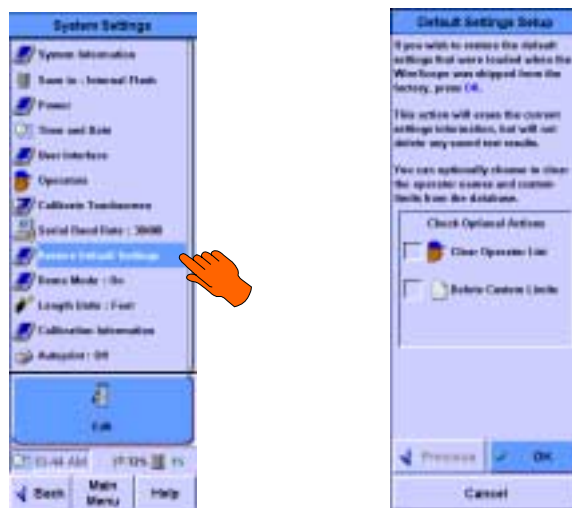 System Settings
System Information
Save to - Internal Flash
Power
Time and Date
User Interface
Operators
Calibrate Touchscreen
Serial Baud Rate : 38400
Restore Default Settings
Demo Mode : On
Length Units : Feet
Calibration Information
Autopilot : Off
Edit
AM
Back
Main
Menu
Help
Default Settings Setup
If you wish to restore the default
settings that were loaded when the
WireScope was shipped from the
factory, press OK.
This action will erase the current
settings information, but will not
delete any saved test results.
You can optionally choose to clear
the operator names and custom
limits from the database.
Check Optional Actions
Clear Operator List
Delete Custom Limits
Previous
OK
Cancel